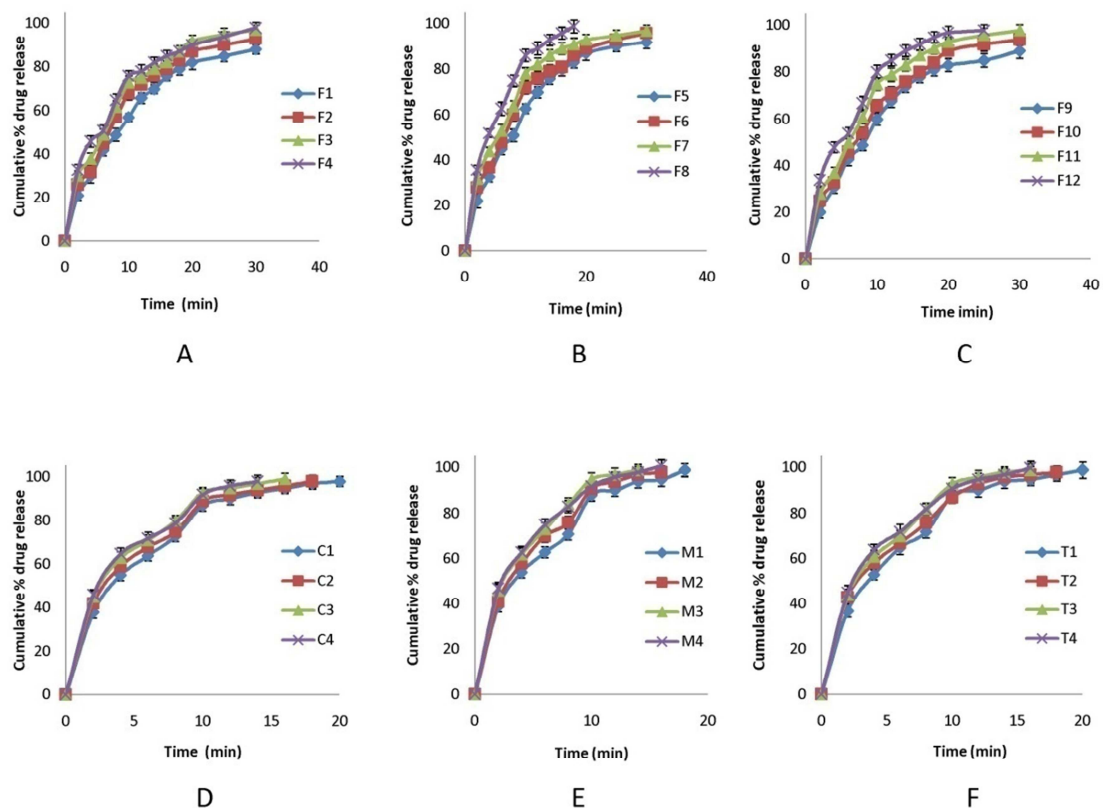 Cumulative % drug release
100
80
60
40
20
0
0 10 20 30 40
Time (min)
F1
F2
F3
F4
A
Cumulative % drug release
100
80
60
40
20
0
0 20 40
Time (min)
F5
F6
F7
F8
B
Cumulative % drug release
100
80
60
40
20
0
0 10 20 30 40
Time imin)
F9
F10
F11
F12
C
Cumulative % drug release
100
80
60
40
20
0
0 5 10 15 20
Time (min)
C1
C2
C3
C4
D
Cumulative % drug release
100
80
60
40
20
0
0 10 20
Time (min)
M1
M2
M3
M4
E
Cumulative % drug release
100
80
60
40
20
0
0 5 10 15 20
Time (min)
T1
T2
T3
T4
F